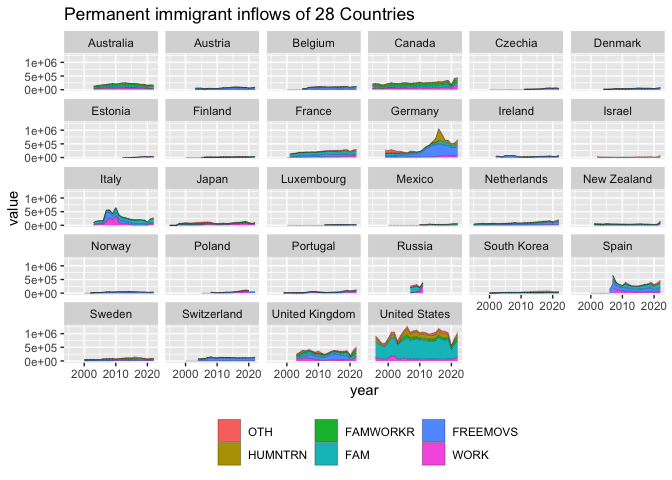 Permanent immigrant inflows of 28 Countries
Australia Austria Belgium Canada Czechia Denmark
1e+06
5e+05
0e+00
Estonia Finland France Germany Ireland Israel
1e+06
5e+05
0e+00
Italy Japan Luxembourg Mexico Netherlands New Zealand
1e+06
5e+05
0e+00
Norway Poland Portugal Russia South Korea Spain
1e+06
5e+05
0e+00
2000 2010 2020 2000 2010 2020
Sweden Switzerland United Kingdom United States
1e+06
5e+05
0e+00
2000 2010 2020 2000 2010 2020 2000 2010 2020 2000 2010 2020
value
year
OTH FAMWORKR FREEMOVS
HUMNTRN FAM WORK